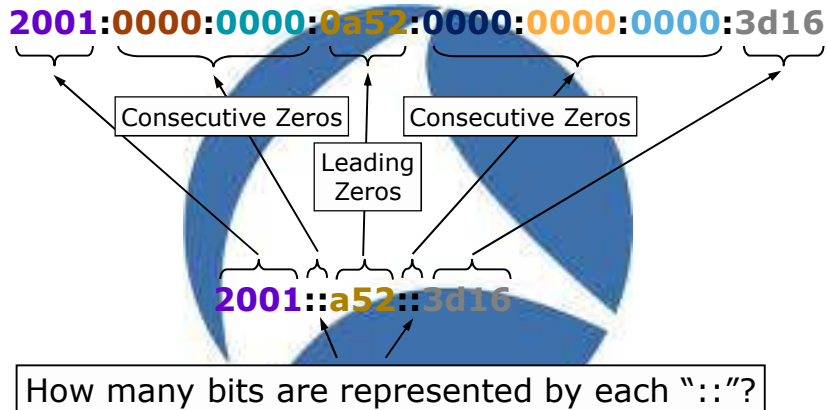 2001:0000:0000:0a52:0000:0000:0000:3d16
Consecutive Zeros
Consecutive Zeros
Leading
Zeros
2001::a52::3d16
How many bits are represented by each “::”?